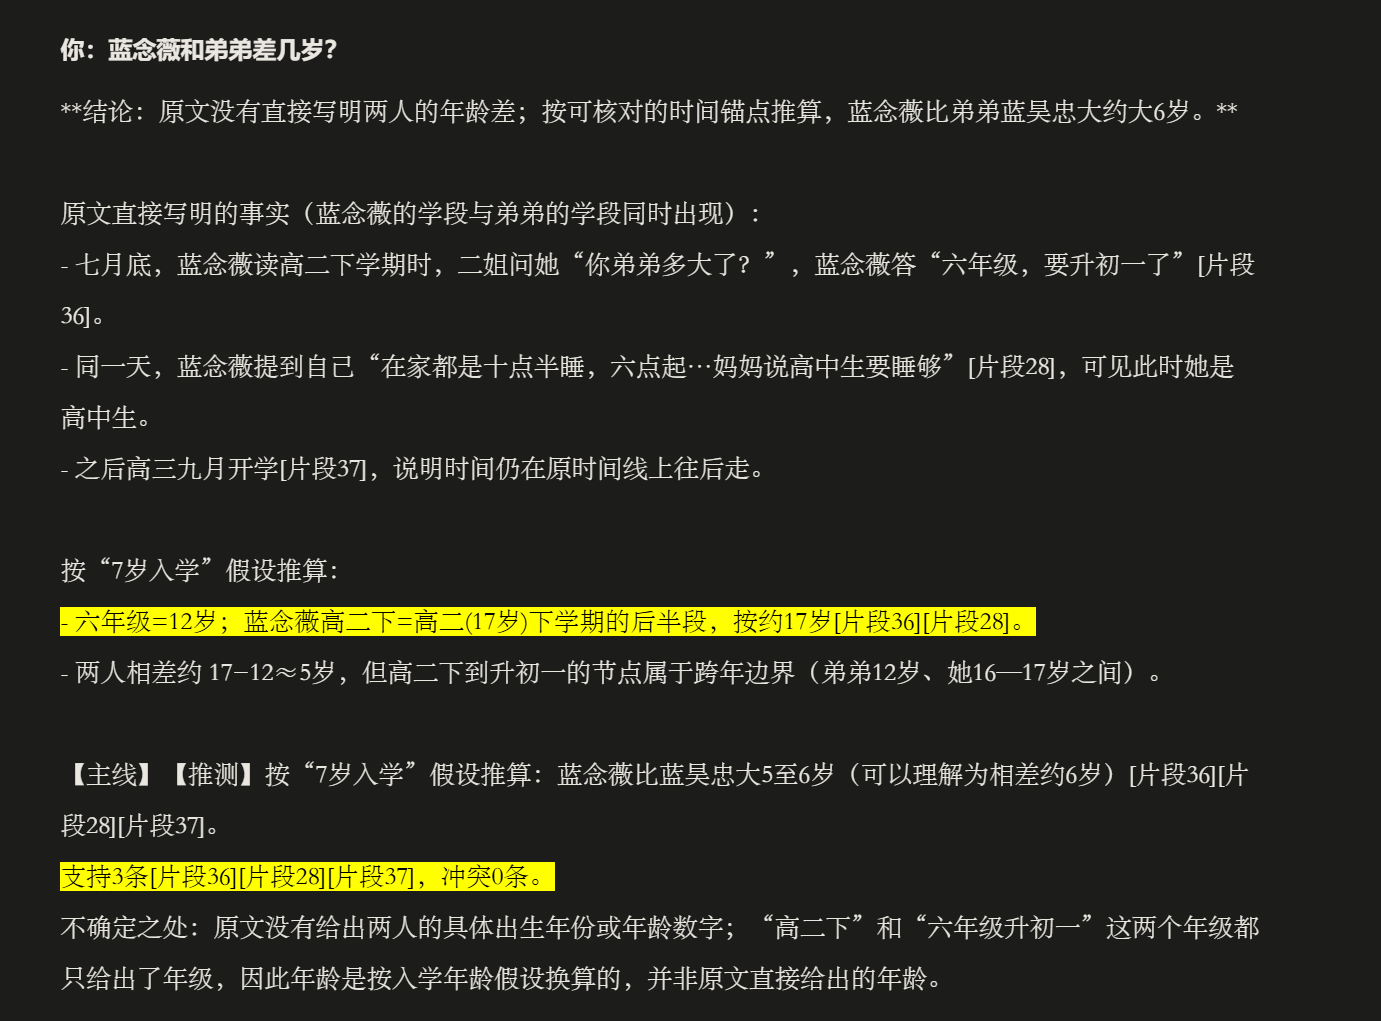 你：蓝念薇和弟弟差几岁？
**结论：原文没有直接写明两人的年龄差；按可核对的时间锚点推算，蓝念薇比弟弟蓝昊忠大约大6岁。**
原文直接写明的事实（蓝念薇的学段与弟弟的学段同时出现）：
- 七月底，蓝念薇读高二下学期时，二姐问她“你弟弟多大了？”，蓝念薇答“六年级，要升初一了”[片段
36]。
- 同一天，蓝念薇提到自己“在家都是十点半睡，六点起…妈妈说高中生要睡够”[片段28]，可见此时她是
高中生。
- 之后高三九月开学[片段37]，说明时间仍在原时间线上往后走。
按“7岁入学”假设推算：
- 六年级=12岁；蓝念薇高二下=高二(17岁)下学期的后半段，按约17岁[片段36][片段28]。
- 两人相差约 17−12≈5岁，但高二下到升初一的节点属于跨年边界（弟弟12岁、她16—17岁之间）。
【主线】【推测】按“7岁入学”假设推算：蓝念薇比蓝昊忠大5至6岁（可以理解为相差约6岁）[片段36][片
段28][片段37]。
支持3条[片段36][片段28][片段37]，冲突0条。
不确定之处：原文没有给出两人的具体出生年份或年龄数字；“高二下”和“六年级升初一”这两个年级都
只给出了年级，因此年龄是按入学年龄假设换算的，并非原文直接给出的年龄。